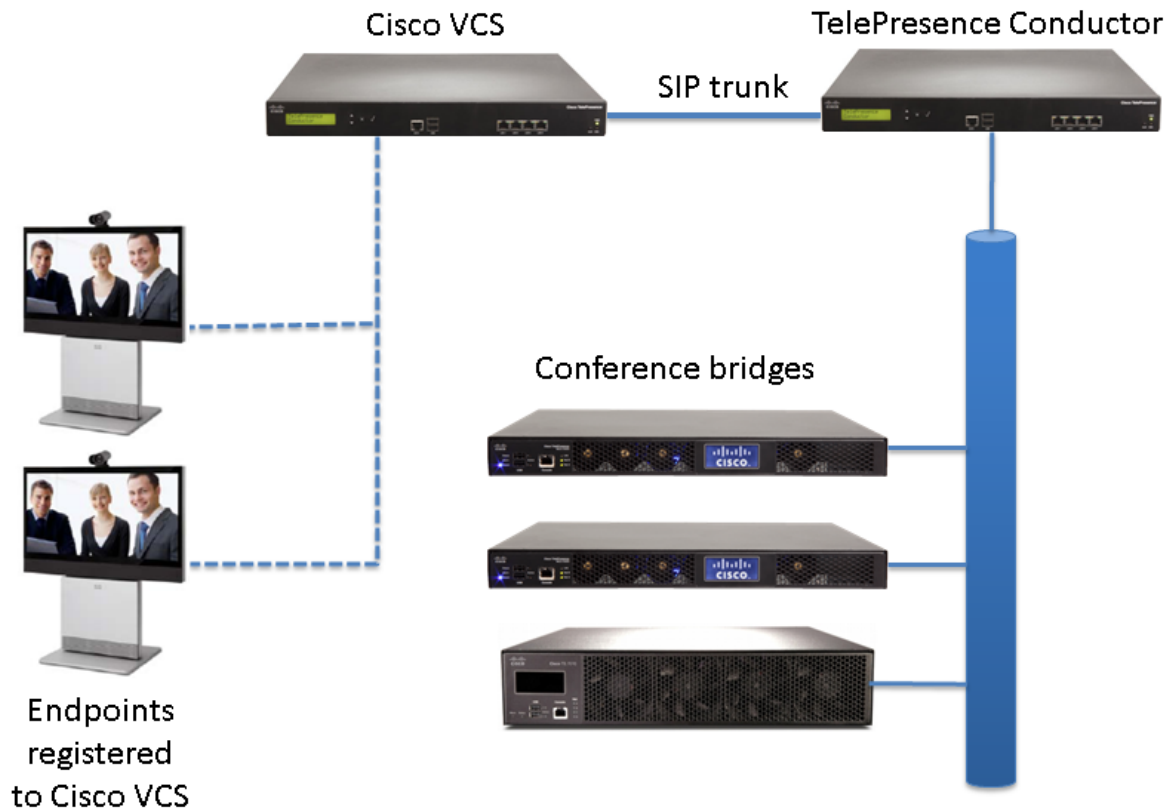 Cisco VCS
TelePresence Conductor
SIP trunk
Conference bridges
CISCO.
CISCO.
Endpoints
registered
to Cisco VCS